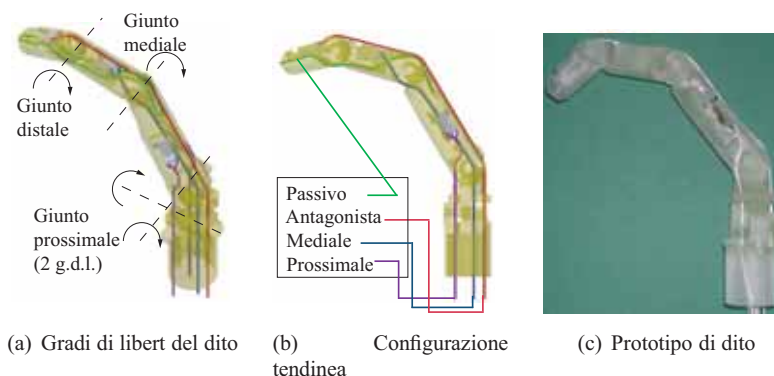 Giunto
mediale
Giunto
distale
Giunto
prossimale
(2 g.d.l.)
Passivo
Antagonista
Mediale
Prossimale
(a) Gradi di libert del dito
(b) Configurazione
tendinea
(c) Prototipo di dito